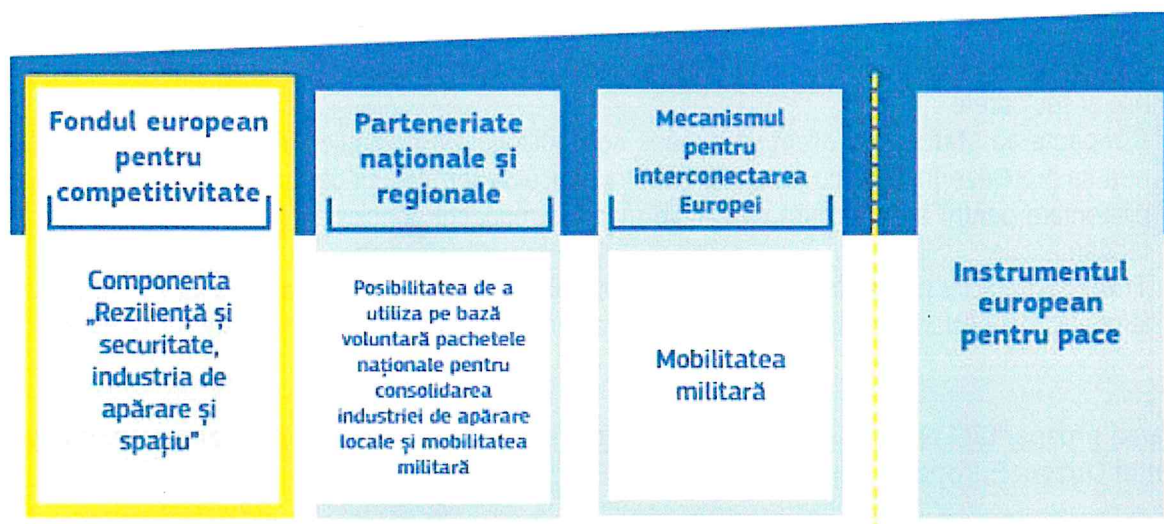 Fondul european
pentru
competitivitate
Componenta
„Reziliență și
securitate,
industria de
apărare și
spațiu”
Parteneriate
naționale și
regionale
Posibilitatea de a
utiliza pe bază
voluntară pachetele
naționale pentru
consolidarea
industriei de apărare
locale și mobilitatea
militară
Mecanismul
pentru
interconectarea
Europei
Mobilitatea
militară
Instrumentul
european
pentru pace